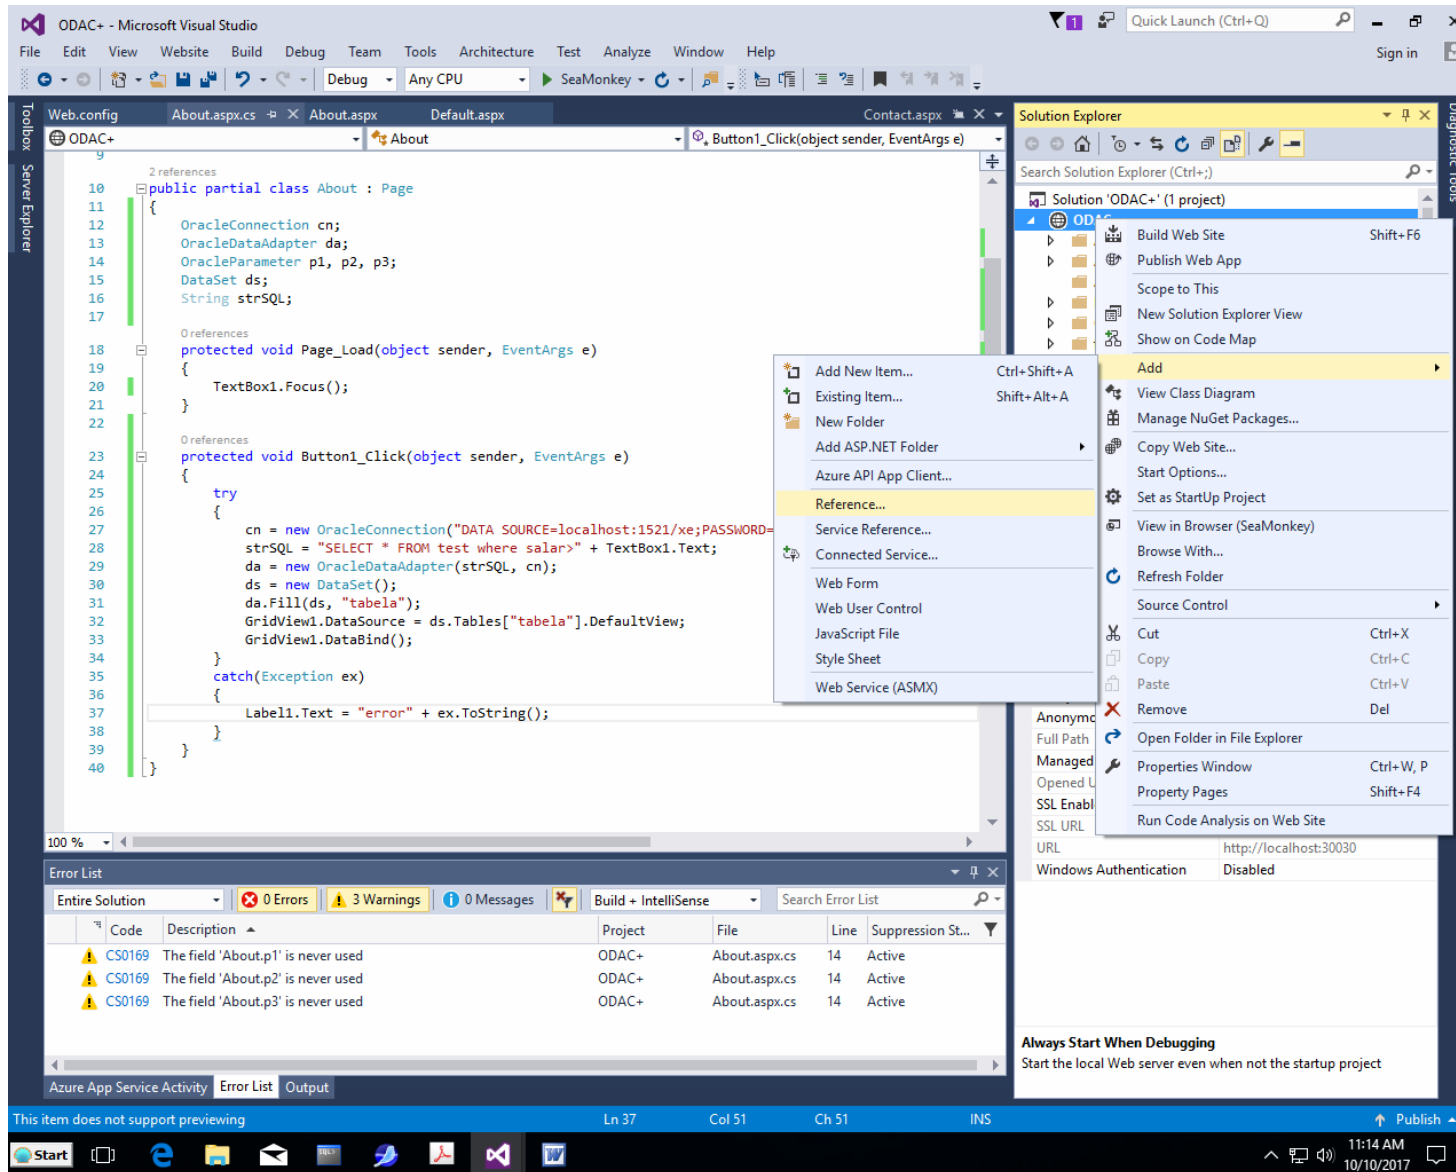 ODAC+ - Microsoft Visual Studio
1
Quick Launch (Ctrl+Q)
File Edit View Website Build Debug Team Tools Architecture Test Analyze Window Help
Sign in
Debug Any CPU SeaMonkey
Toolbox
Server Explorer
Web.config About.aspx.cs About.aspx Default.aspx Contact.aspx
ODAC+ About Button1_Click(object sender, EventArgs e)
9
2 references
10 public partial class About : Page
11 {
12 OracleConnection cn;
13 OracleDataAdapter da;
14 OracleParameter p1, p2, p3;
15 DataSet ds;
16 String strSQL;
17
0 references
18 protected void Page_Load(object sender, EventArgs e)
19 {
20 TextBox1.Focus();
21 }
22
0 references
23 protected void Button1_Click(object sender, EventArgs e)
24 {
25 try
26 {
27 cn = new OracleConnection("DATA SOURCE=localhost:1521/xe;PASSWORD=
28 strSQL = "SELECT * FROM test where salar>" + TextBox1.Text;
29 da = new OracleDataAdapter(strSQL, cn);
30 ds = new DataSet();
31 da.Fill(ds, "tabela");
32 GridView1.DataSource = ds.Tables["tabela"].DefaultView;
33 GridView1.DataBind();
34 }
35 catch(Exception ex)
36 {
37 Label1.Text = "error" + ex.ToString();
38 }
39 }
40 }
100 %
Add New Item... Ctrl+Shift+A
Existing Item... Shift+Alt+A
New Folder
Add ASP.NET Folder
Azure API App Client...
Reference...
Service Reference...
Connected Service...
Web Form
Web User Control
JavaScript File
Style Sheet
Web Service (ASMX)
Solution Explorer
Diagnostic Tools
Search Solution Explorer (Ctrl+;)
Solution 'ODAC+' (1 project)
Build Web Site Shift+F6
Publish Web App
Scope to This
New Solution Explorer View
Show on Code Map
Add
View Class Diagram
Manage NuGet Packages...
Copy Web Site...
Start Options...
Set as StartUp Project
View in Browser (SeaMonkey)
Browse With...
Refresh Folder
Source Control
Cut Ctrl+X
Copy Ctrl+C
Paste Ctrl+V
Remove Del
Open Folder in File Explorer
Properties Window Ctrl+W, P
Property Pages Shift+F4
Run Code Analysis on Web Site
Full Path
Managed
Opened
SSL URL
URL http://localhost:30030
Windows Authentication Disabled
Always Start When Debugging
Start the local Web server even when not the startup project
Error List
Entire Solution 0 Errors 3 Warnings 0 Messages Build + IntelliSense Search Error List
Code Description Project File Line Suppression St...
CS0169 The field 'About.p1' is never used ODAC+ About.aspx.cs 14 Active
CS0169 The field 'About.p2' is never used ODAC+ About.aspx.cs 14 Active
CS0169 The field 'About.p3' is never used ODAC+ About.aspx.cs 14 Active
Azure App Service Activity Error List Output
This item does not support previewing Ln 37 Col 51 Ch 51 INS Publish
Start
11:14 AM
10/10/2017